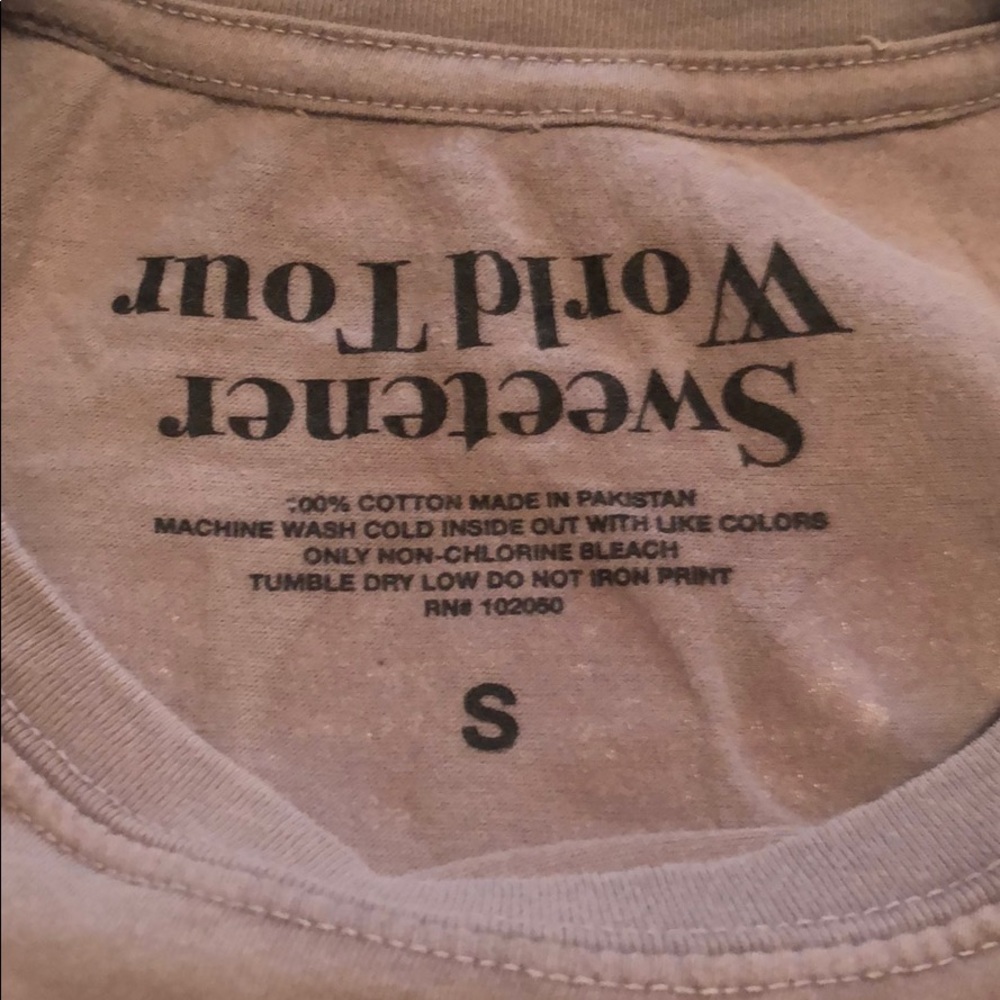 Sweetener
World Tour
100% COTTON MADE IN PAKISTAN
MACHINE WASH COLD INSIDE OUT WITH LIKE COLORS
ONLY NON-CHLORINE BLEACH
TUMBLE DRY LOW DO NOT IRON PRINT
RN# 102050
S